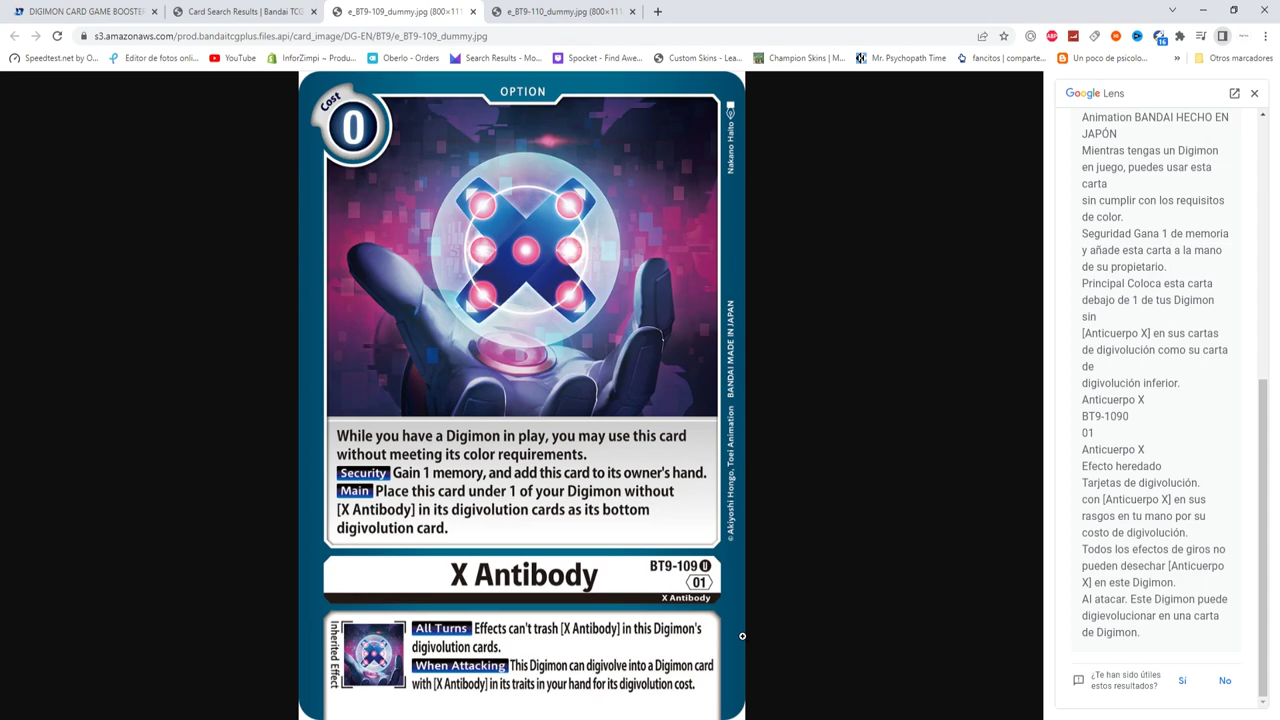 DIGIMON CARD GAME BOOSTER
Card Search Results | Bandai TCG
e_BT9-109_dummy.jpg (800×111
e_BT9-110_dummy.jpg (800×111
s3.amazonaws.com/prod.bandaitcgplus.files.api/card_image/DG-EN/BT9/e_BT9-109_dummy.jpg
Speedtest.net by O...
Editor de fotos onli...
YouTube
InforZimpi ~ Produ...
Oberlo - Orders
Search Results - Mo...
Spocket - Find Awe...
Custom Skins - Lea...
Champion Skins | M...
Mr. Psychopath Time
fancitos | comparte...
Un poco de psicolo...
Otros marcadores
OPTION
Cost
0
Nakano Haito
© Akiyoshi Hongo, Toei Animation BANDAI MADE IN JAPAN
While you have a Digimon in play, you may use this card
without meeting its color requirements.
Security Gain 1 memory, and add this card to its owner's hand.
Main Place this card under 1 of your Digimon without
[X Antibody] in its digivolution cards as its bottom
digivolution card.
X Antibody
BT9-109 U
01
X Antibody
Inherited Effect
All Turns Effects can't trash [X Antibody] in this Digimon's
digivolution cards.
When Attacking This Digimon can digivolve into a Digimon card
with [X Antibody] in its traits in your hand for its digivolution cost.
Google Lens
Animation BANDAI HECHO EN
JAPÓN
Mientras tengas un Digimon
en juego, puedes usar esta
carta
sin cumplir con los requisitos
de color.
Seguridad Gana 1 de memoria
y añade esta carta a la mano
de su propietario.
Principal Coloca esta carta
debajo de 1 de tus Digimon
sin
[Anticuerpo X] en sus cartas
de digivolución como su carta
de
digivolución inferior.
Anticuerpo X
BT9-1090
01
Anticuerpo X
Efecto heredado
Tarjetas de digivolución.
con [Anticuerpo X] en sus
rasgos en tu mano por su
costo de digivolución.
Todos los efectos de giros no
pueden desechar [Anticuerpo
X] en este Digimon.
Al atacar. Este Digimon puede
digievolucionar en una carta
de Digimon.
¿Te han sido útiles
estos resultados?
Sí
No